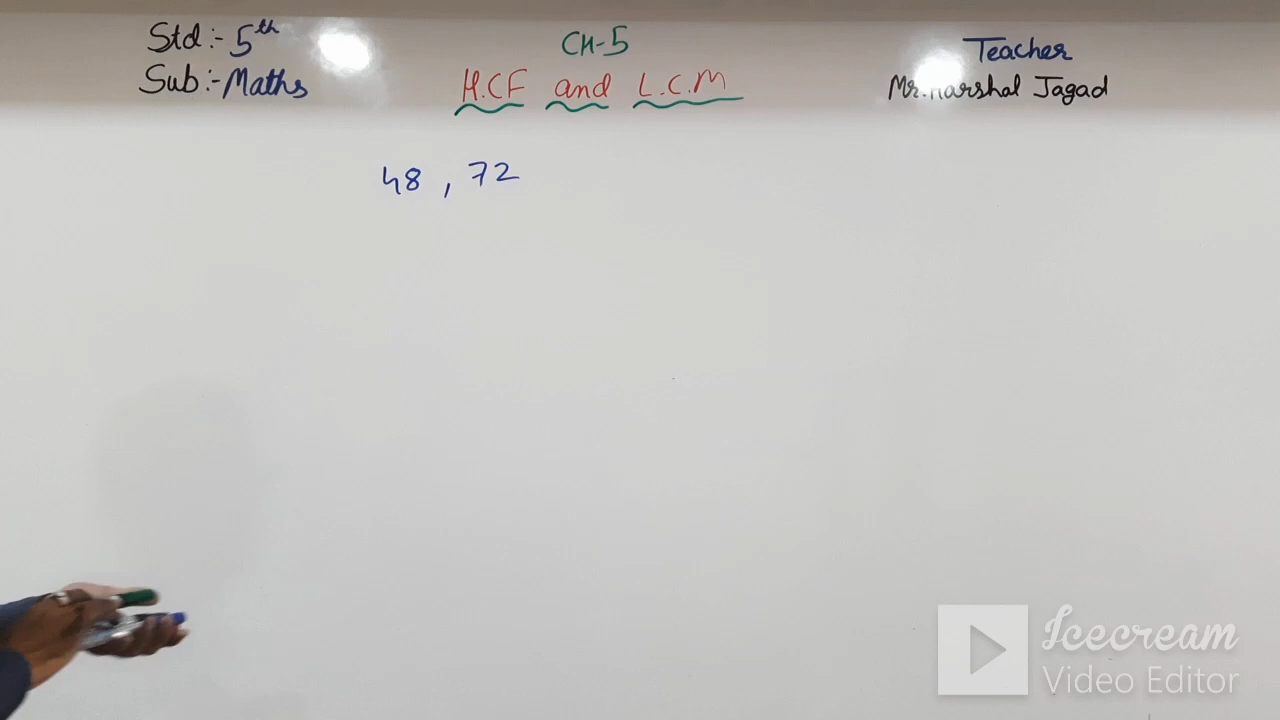 Std:- 5th
Sub:- Maths
CH-5
H.C.F and L.C.M
Teacher
Mr. Harshal Jagad
48 , 72
Icecream
Video Editor